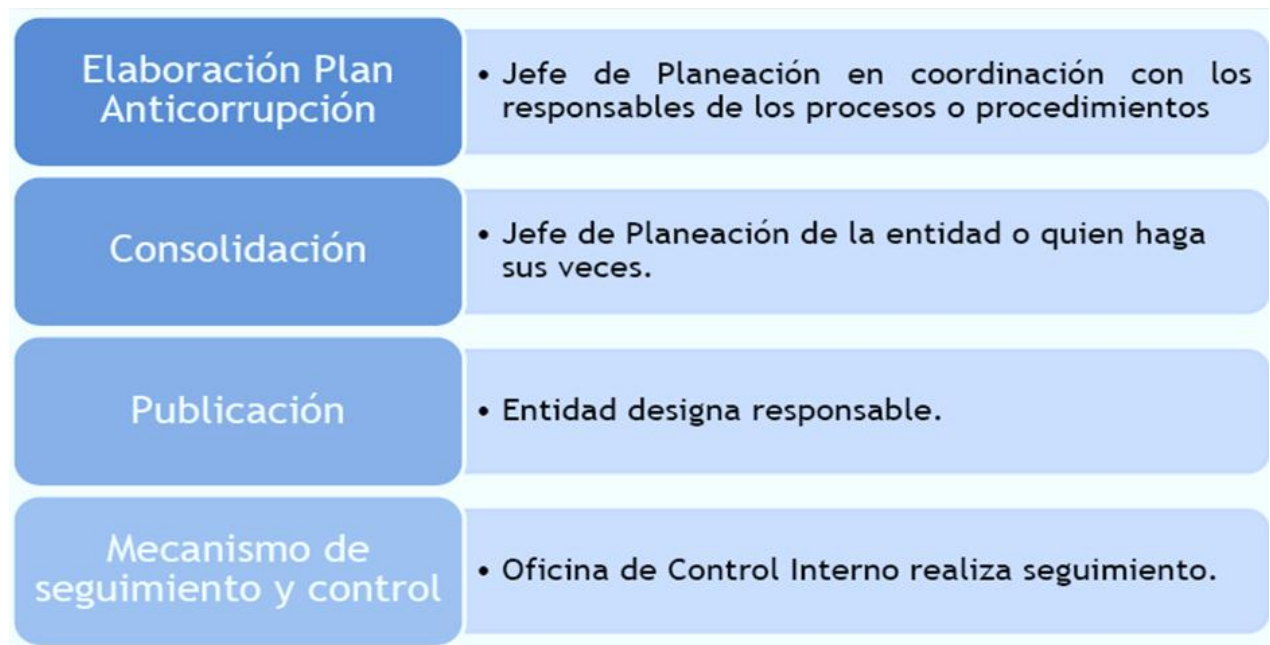 Elaboración Plan
Anticorrupción
• Jefe de Planeación en coordinación con los
responsables de los procesos o procedimientos
Consolidación
• Jefe de Planeación de la entidad o quien haga
sus veces.
Publicación
• Entidad designa responsable.
Mecanismo de
seguimiento y control
• Oficina de Control Interno realiza seguimiento.